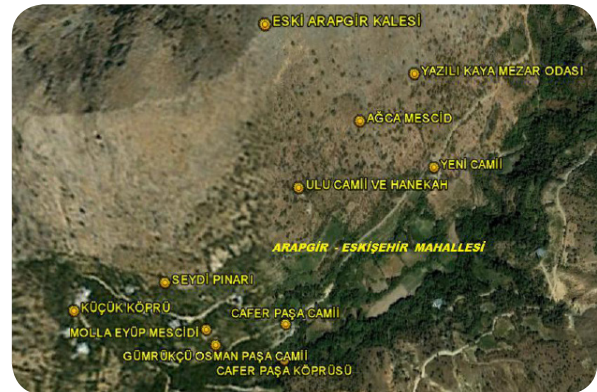 ESKİ ARAPGİR KALESİ
YAZILI KAYA MEZAR ODASI
AĞCA MESCİD
YENİ CAMİİ
ULU CAMİİ VE HANEKAH
ARAPGİR - ESKİŞEHİR MAHALLESİ
SEYDİ PINARI
KÜÇÜK KÖPRÜ
CAFER PAŞA CAMİİ
MOLLA EYÜP MESCİDİ
GÜMRÜKÇÜ OSMAN PAŞA CAMİİ
CAFER PAŞA KÖPRÜSÜ